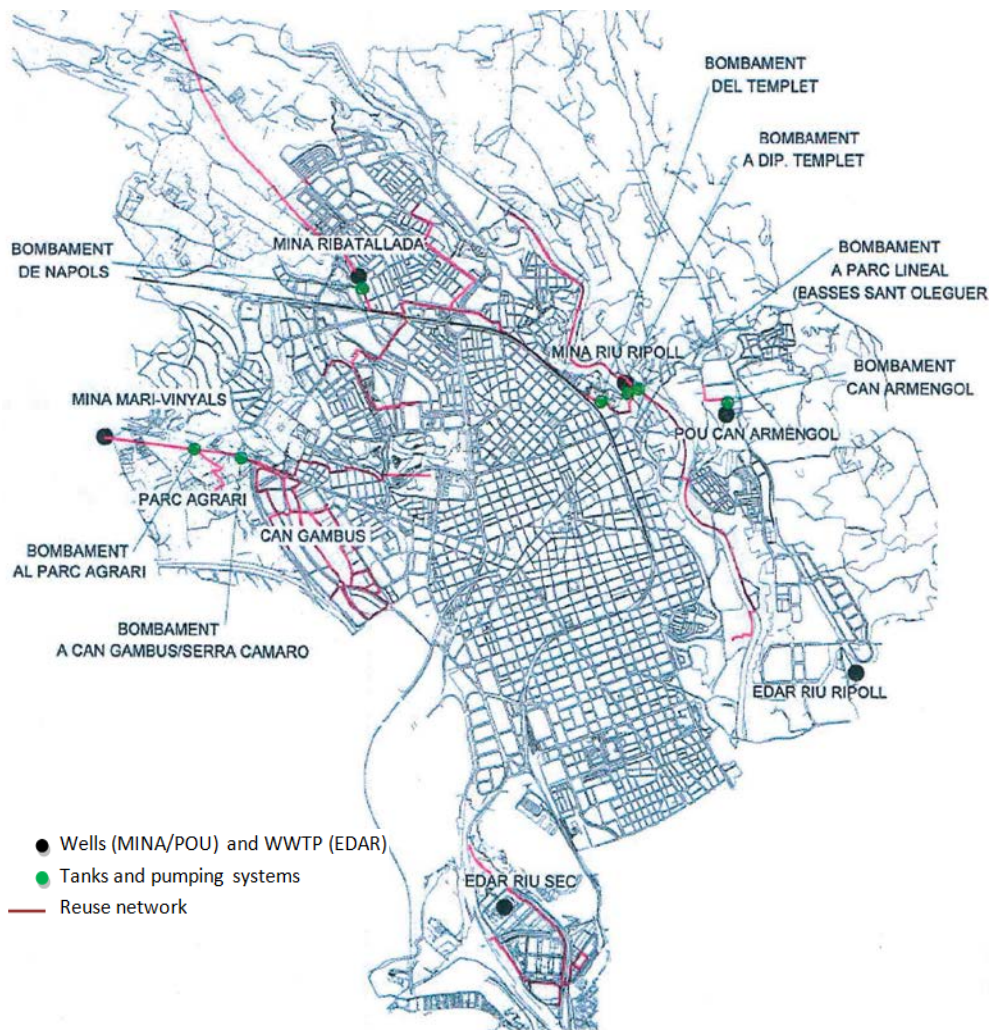 BOMBAMENT
DEL TEMPLET
BOMBAMENT
A DIP. TEMPLET
BOMBAMENT
DE NAPOLS
MINA RIBATALLADA
BOMBAMENT
A PARC LINEAL
(BASSES SANT OLEGUER
MINA RIU RIPOLL
BOMBAMENT
CAN ARMENGOL
MINA MARI-VINYALS
POU CAN ARMENGOL
PARC AGRARI
CAN GAMBUS
BOMBAMENT
AL PARC AGRARI
BOMBAMENT
A CAN GAMBUS/SERRA CAMARO
EDAR RIU RIPOLL
Wells (MINA/POU) and WWTP (EDAR)
Tanks and pumping systems
Reuse network
EDAR RIU SEC